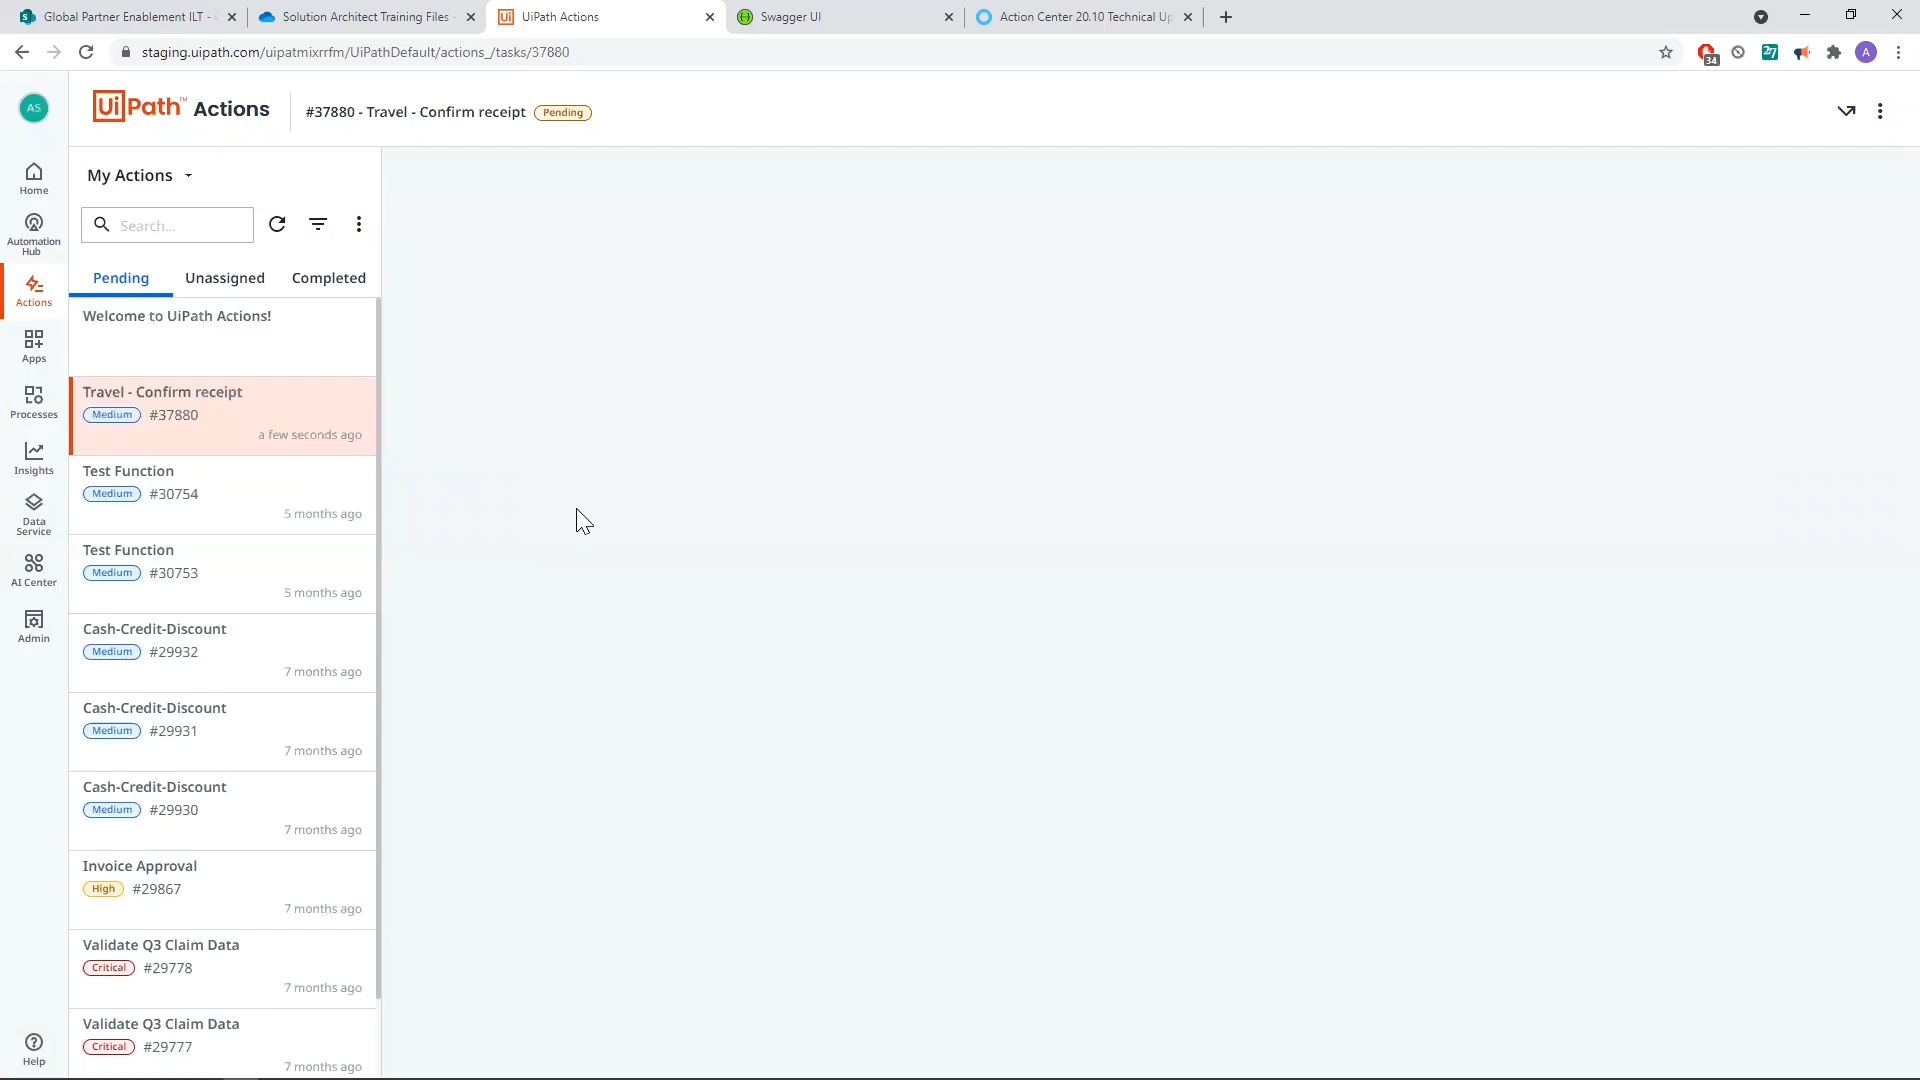 Global Partner Enablement ILT -
Solution Architect Training Files -
UiPath Actions
Swagger UI
Action Center 20.10 Technical Up
staging.uipath.com/uipatmixrrfm/UiPathDefault/actions_/tasks/37880
34
27
A
AS
UiPath™ Actions
#37880 - Travel - Confirm receipt
Pending
Home
Automation
Hub
Actions
Apps
Processes
Insights
Data
Service
AI Center
Admin
Help
My Actions
Search...
Pending
Unassigned
Completed
Welcome to UiPath Actions!
Travel - Confirm receipt
Medium #37880
a few seconds ago
Test Function
Medium #30754
5 months ago
Test Function
Medium #30753
5 months ago
Cash-Credit-Discount
Medium #29932
7 months ago
Cash-Credit-Discount
Medium #29931
7 months ago
Cash-Credit-Discount
Medium #29930
7 months ago
Invoice Approval
High #29867
7 months ago
Validate Q3 Claim Data
Critical #29778
7 months ago
Validate Q3 Claim Data
Critical #29777
7 months ago